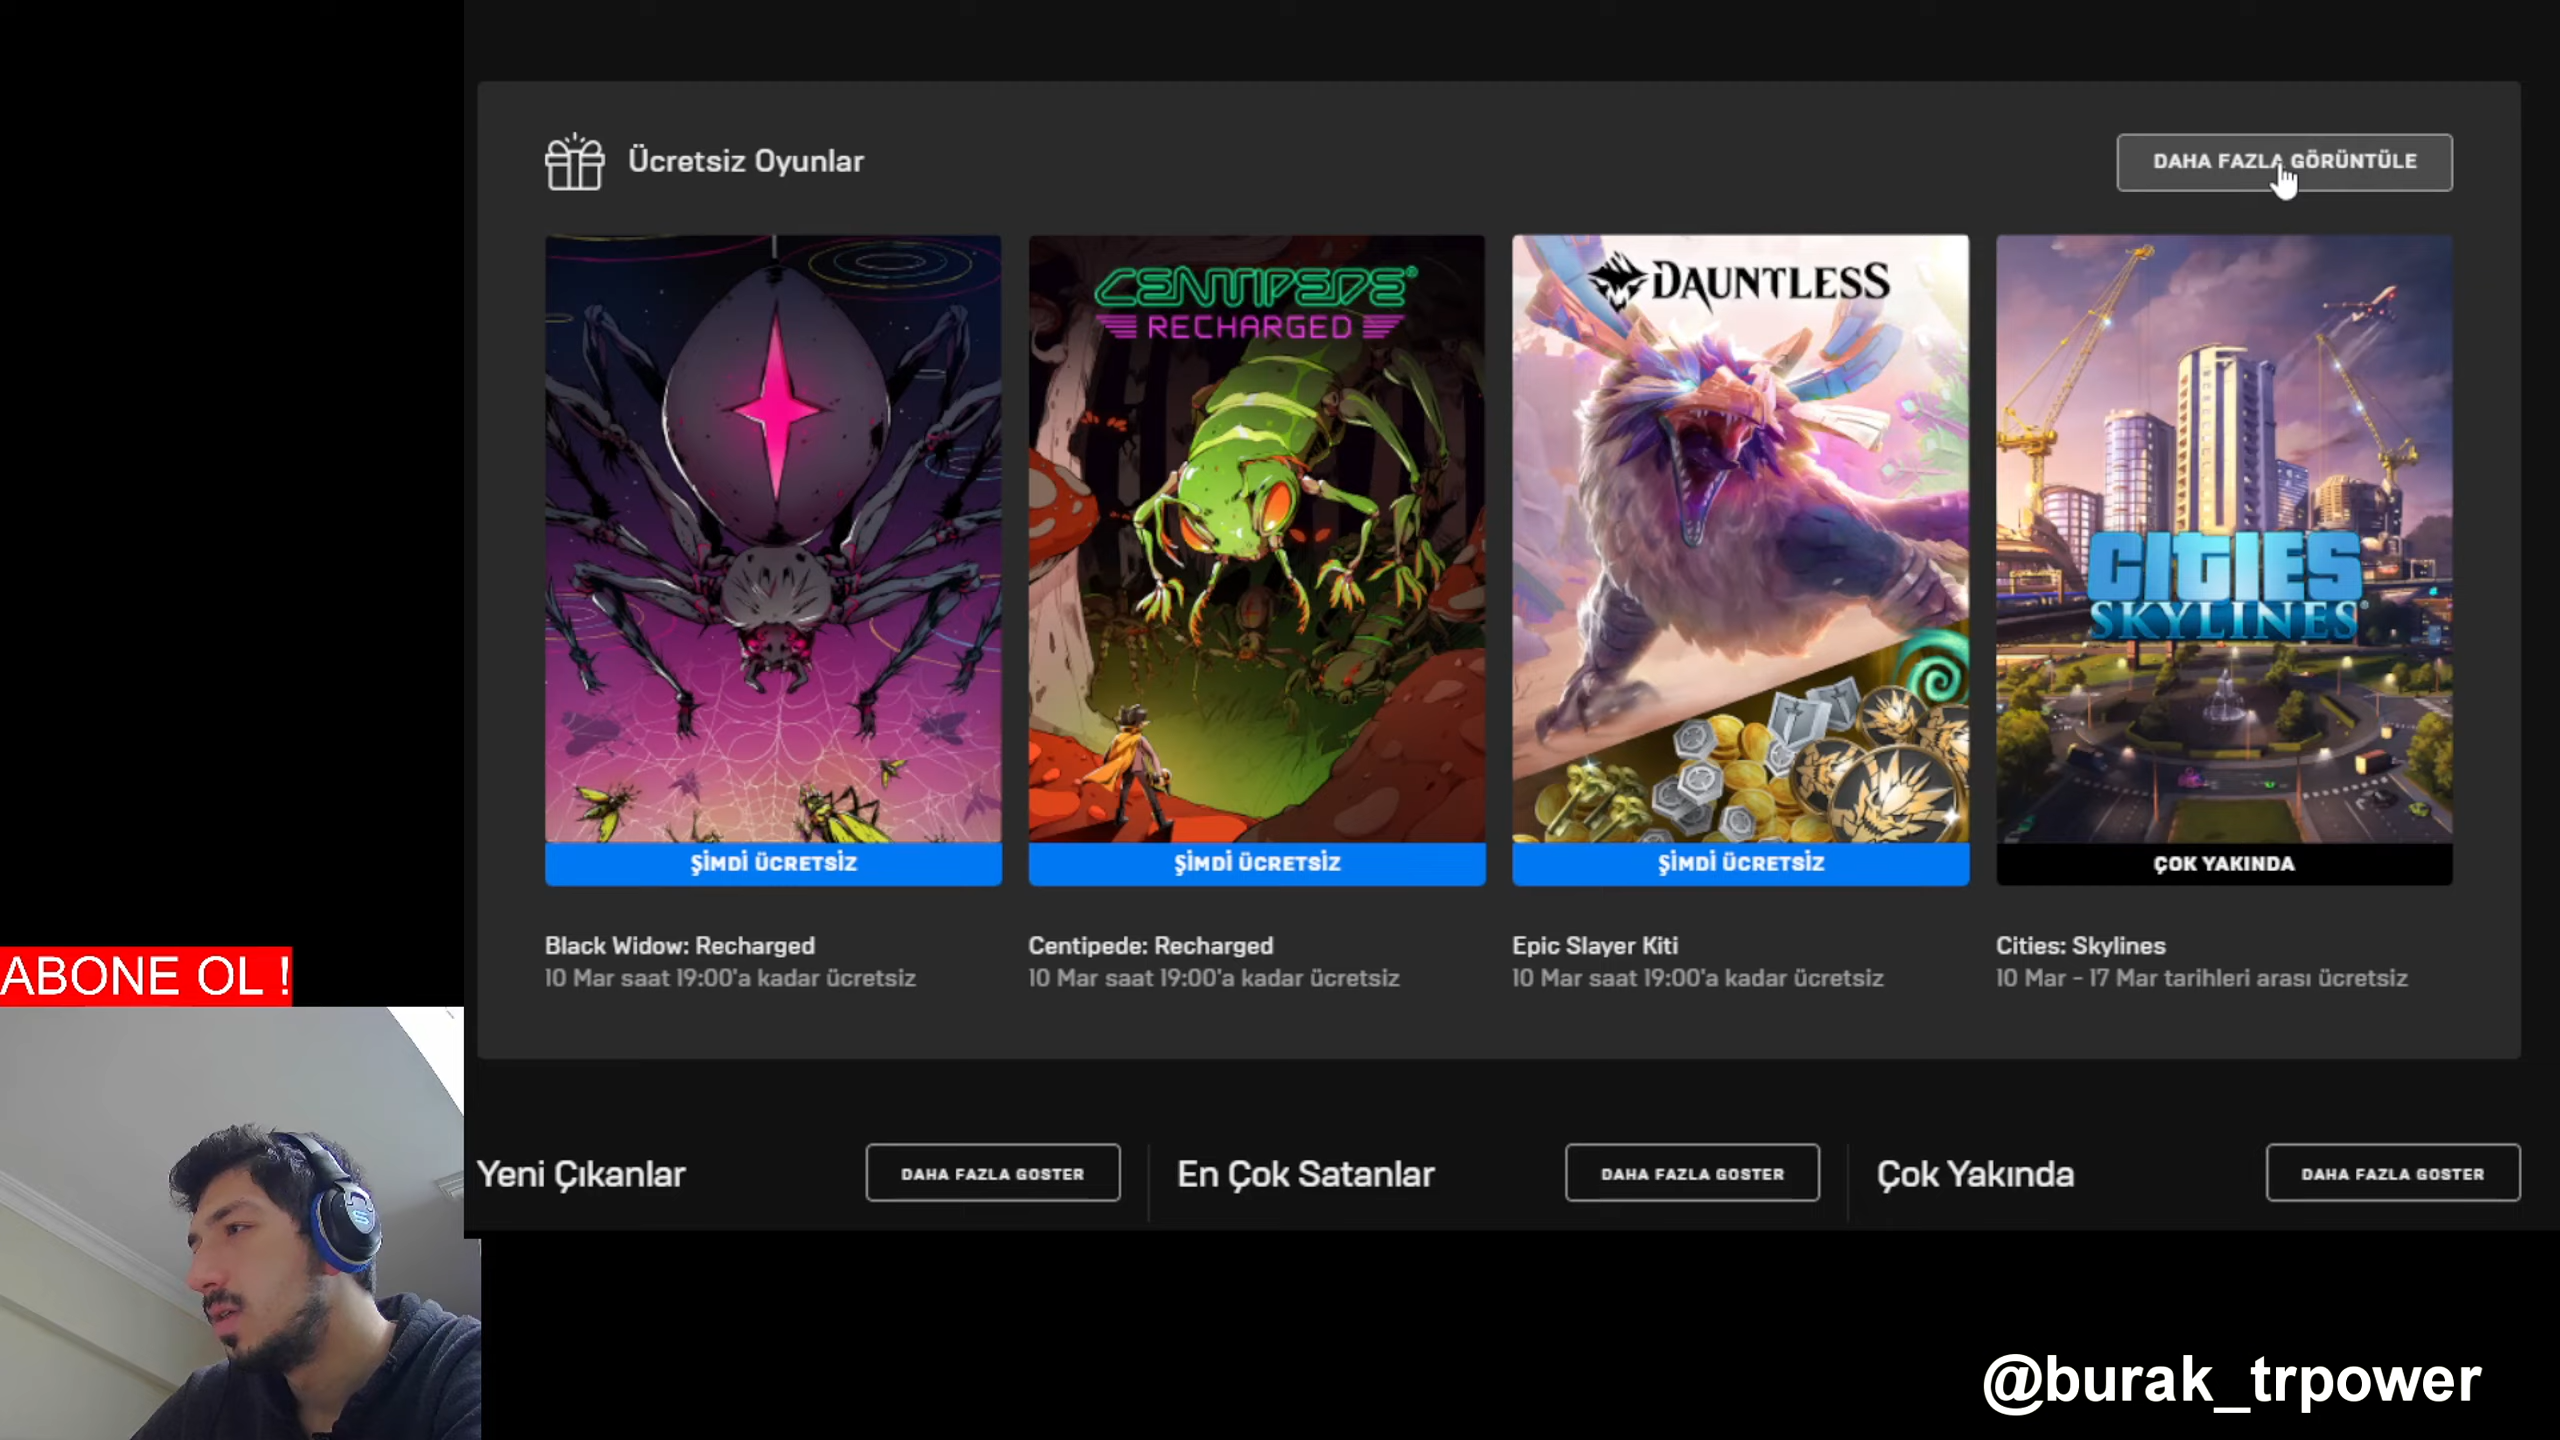 Ücretsiz Oyunlar
DAHA FAZLA GÖRÜNTÜLE
CENTIPEDE®
RECHARGED
DAUNTLESS
CITIES
SKYLINES®
ŞİMDİ ÜCRETSİZ
ŞİMDİ ÜCRETSİZ
ŞİMDİ ÜCRETSİZ
ÇOK YAKINDA
Black Widow: Recharged
10 Mar saat 19:00'a kadar ücretsiz
Centipede: Recharged
10 Mar saat 19:00'a kadar ücretsiz
Epic Slayer Kiti
10 Mar saat 19:00'a kadar ücretsiz
Cities: Skylines
10 Mar - 17 Mar tarihleri arası ücretsiz
ABONE OL !
Yeni Çıkanlar
DAHA FAZLA GOSTER
En Çok Satanlar
DAHA FAZLA GOSTER
Çok Yakında
DAHA FAZLA GOSTER
@burak_trpower